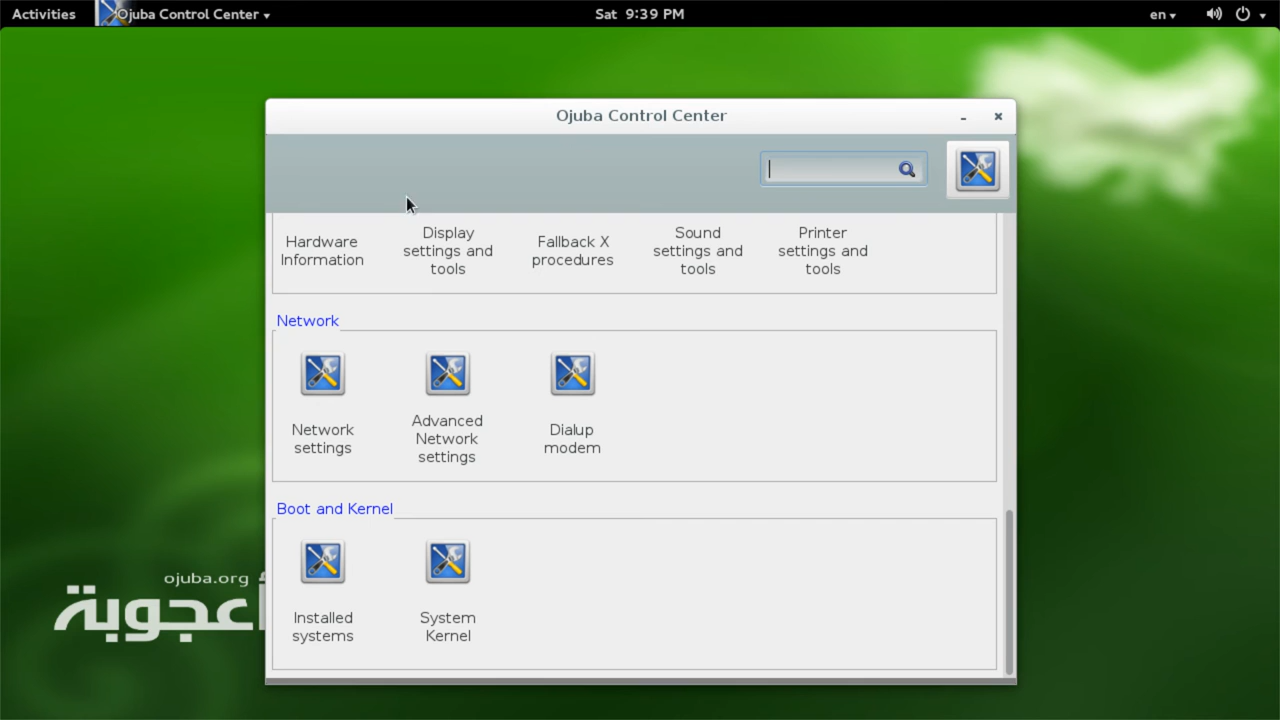 Activities
Ojuba Control Center
Sat 9:39 PM
en
Ojuba Control Center
Hardware
Information
Display
settings and
tools
Fallback X
procedures
Sound
settings and
tools
Printer
settings and
tools
Network
Network
settings
Advanced
Network
settings
Dialup
modem
Boot and Kernel
Installed
systems
System
Kernel
ojuba.org
أعجوبة